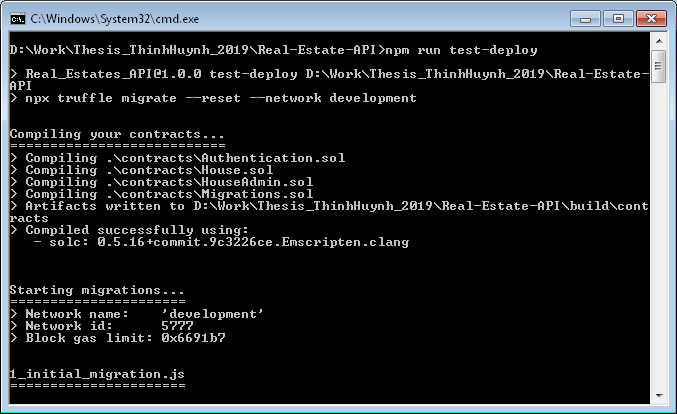 C:\Windows\System32\cmd.exe
D:\Work\Thesis_ThinhHuynh_2019\Real-Estate-API>npm run test-deploy
> Real_Estates_API@1.0.0 test-deploy D:\Work\Thesis_ThinhHuynh_2019\Real-Estate-
API
> npx truffle migrate --reset --network development
Compiling your contracts...
===========================
> Compiling .\contracts\Authentication.sol
> Compiling .\contracts\House.sol
> Compiling .\contracts\HouseAdmin.sol
> Compiling .\contracts\Migrations.sol
> Artifacts written to D:\Work\Thesis_ThinhHuynh_2019\Real-Estate-API\build\cont
racts
> Compiled successfully using:
   - solc: 0.5.16+commit.9c3226ce.Emscripten.clang
Starting migrations...
======================
> Network name:    'development'
> Network id:      5777
> Block gas limit: 0x6691b7
1_initial_migration.js
======================